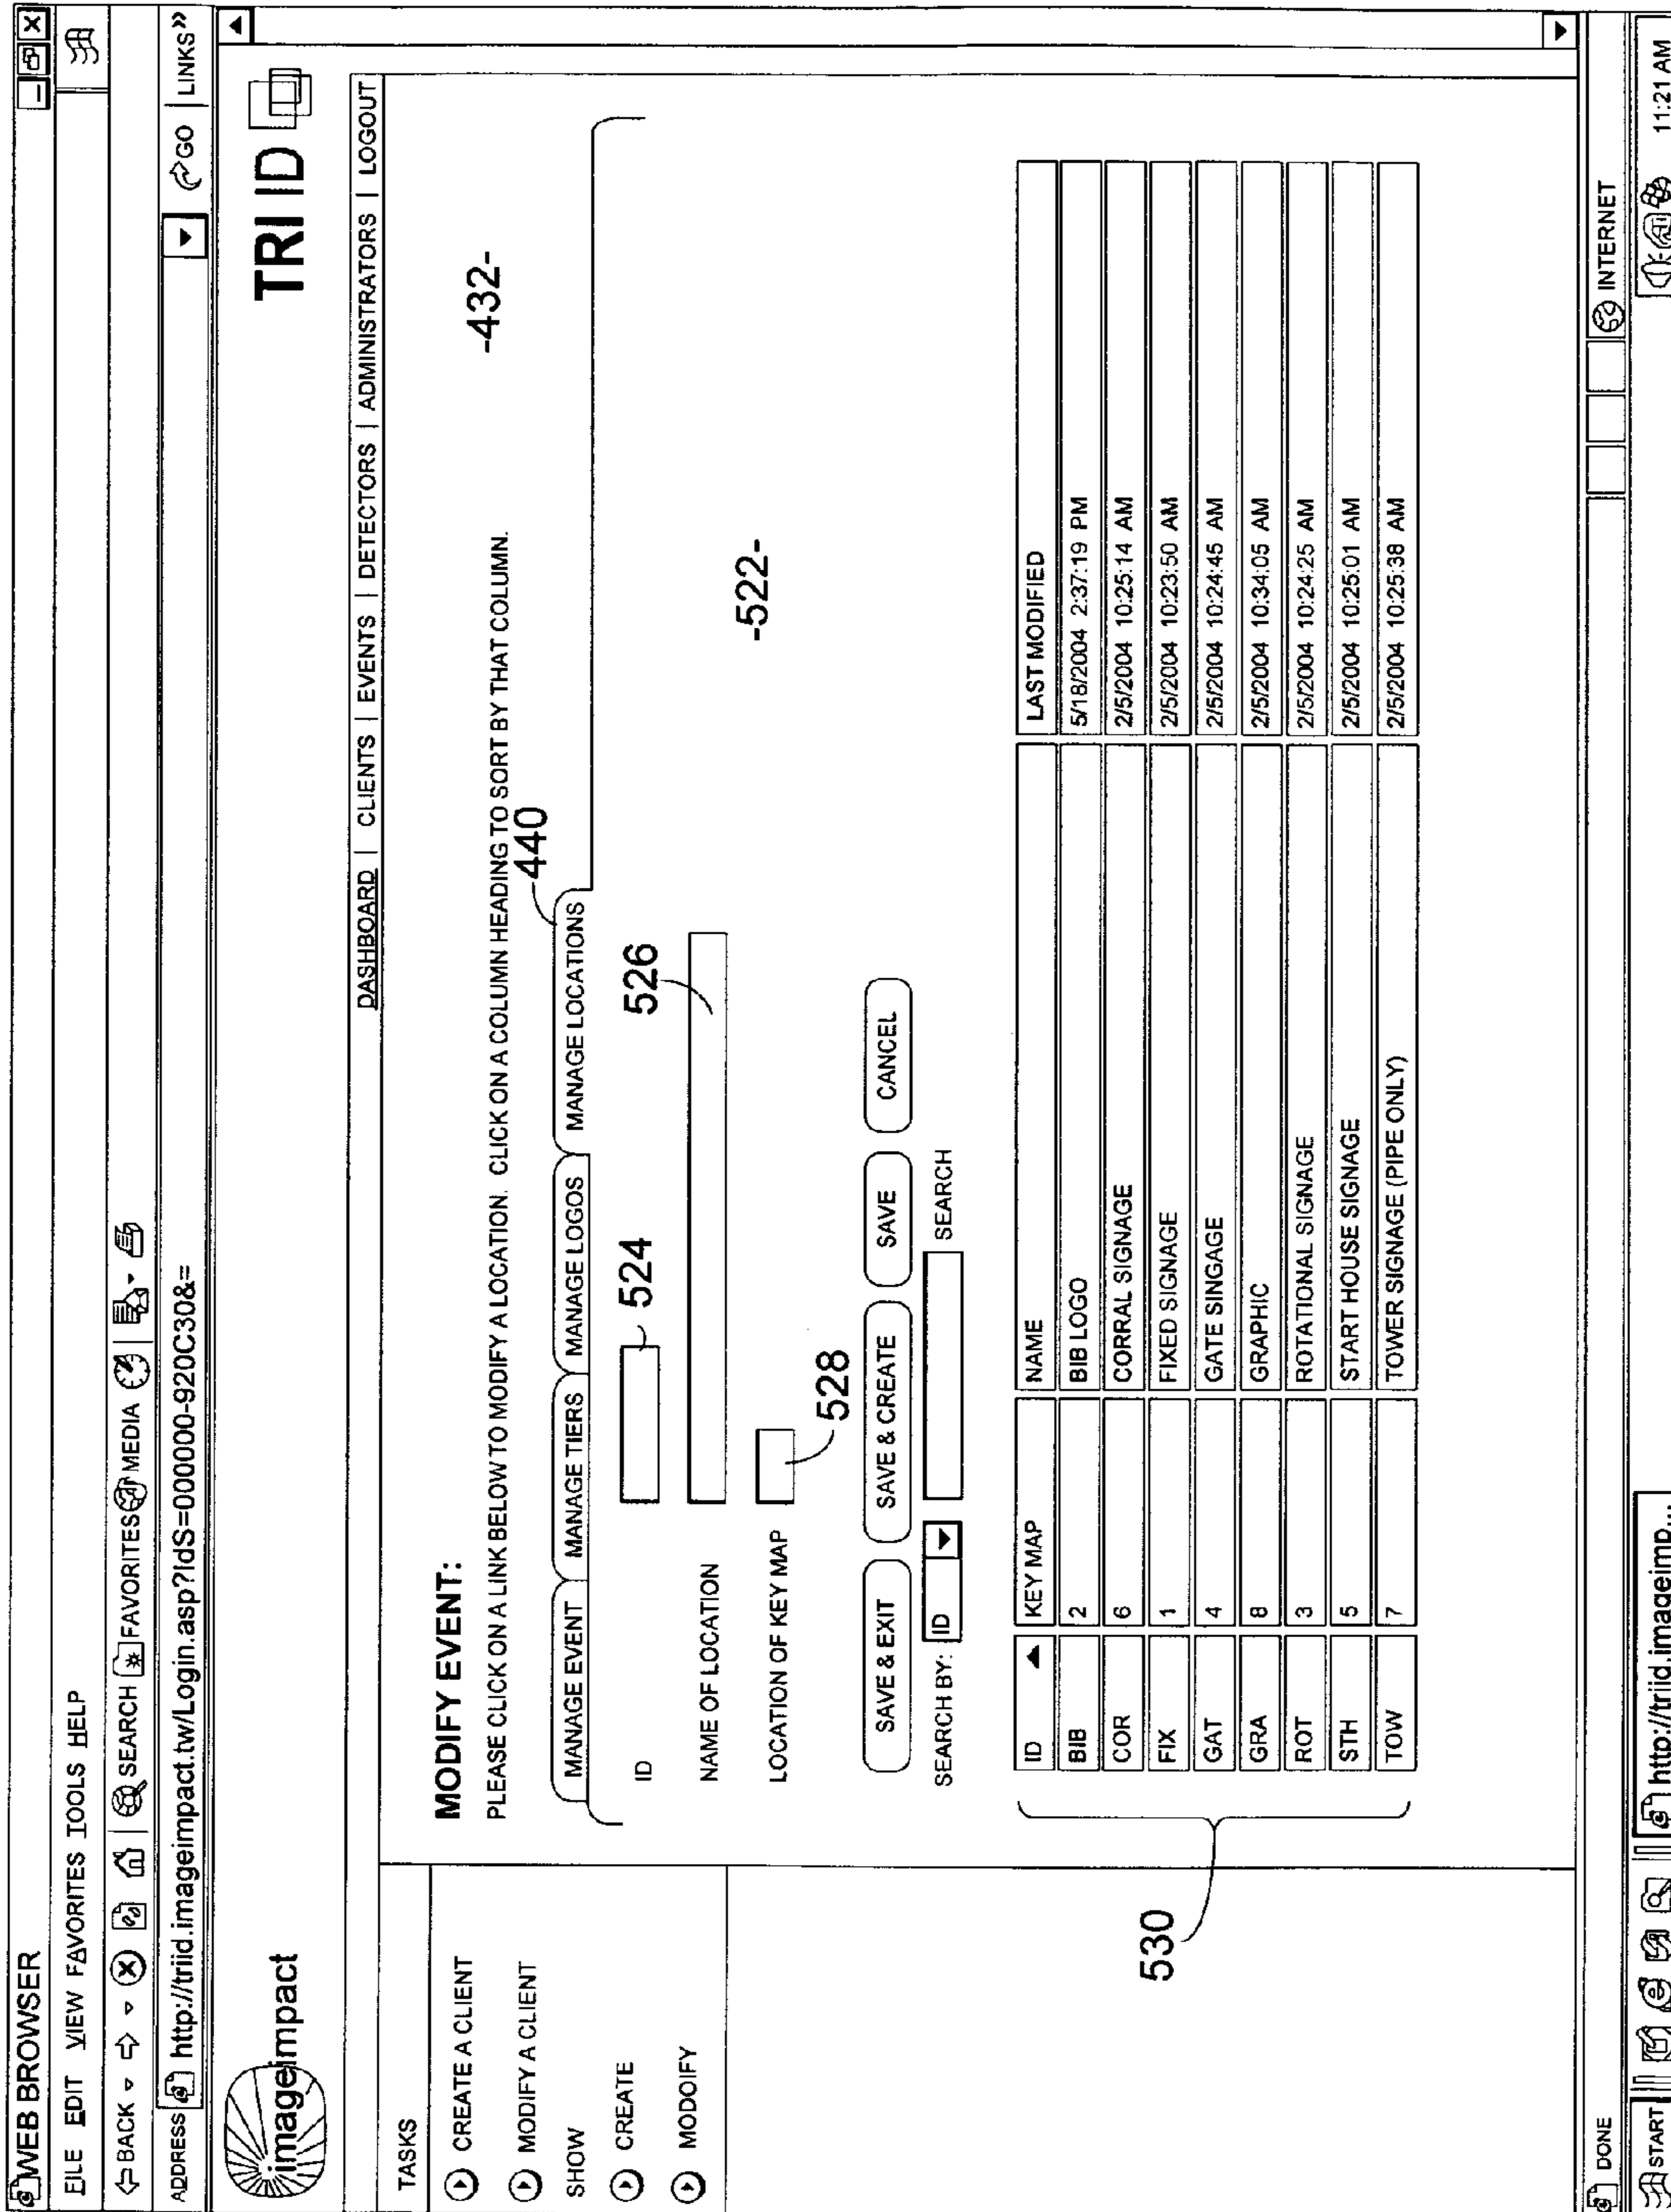 WEB BROWSER
FILE EDIT VIEW FAVORITES TOOLS HELP
BACK SEARCH FAVORITES MEDIA
ADDRESS http://triid.imageimpact.tw/Login.asp?IdS=000000-920C30&= GO LINKS»
imageimpact
TRI ID
DASHBOARD | CLIENTS | EVENTS | DETECTORS | ADMINISTRATORS | LOGOUT
TASKS
CREATE A CLIENT
MODIFY A CLIENT
SHOW
CREATE
MODOIFY
MODIFY EVENT:
-432-
PLEASE CLICK ON A LINK BELOW TO MODIFY A LOCATION. CLICK ON A COLUMN HEADING TO SORT BY THAT COLUMN.
440
MANAGE EVENT MANAGE TIERS MANAGE LOGOS MANAGE LOCATIONS
ID
524
526
NAME OF LOCATION
-522-
LOCATION OF KEY MAP
528
SAVE & EXIT SAVE & CREATE SAVE CANCEL
SEARCH BY: ID SEARCH
530
ID KEY MAP NAME LAST MODIFIED
BIB 2 BIB LOGO 5/18/2004 2:37:19 PM
COR 6 CORRAL SIGNAGE 2/5/2004 10:25:14 AM
FIX 1 FIXED SIGNAGE 2/5/2004 10:23:50 AM
GAT 4 GATE SINGAGE 2/5/2004 10:24:45 AM
GRA 8 GRAPHIC 2/5/2004 10:34:05 AM
ROT 3 ROTATIONAL SIGNAGE 2/5/2004 10:24:25 AM
STH 5 START HOUSE SIGNAGE 2/5/2004 10:25:01 AM
TOW 7 TOWER SIGNAGE (PIPE ONLY) 2/5/2004 10:25:38 AM
DONE INTERNET
START http://triid.imageimp... 11:21 AM